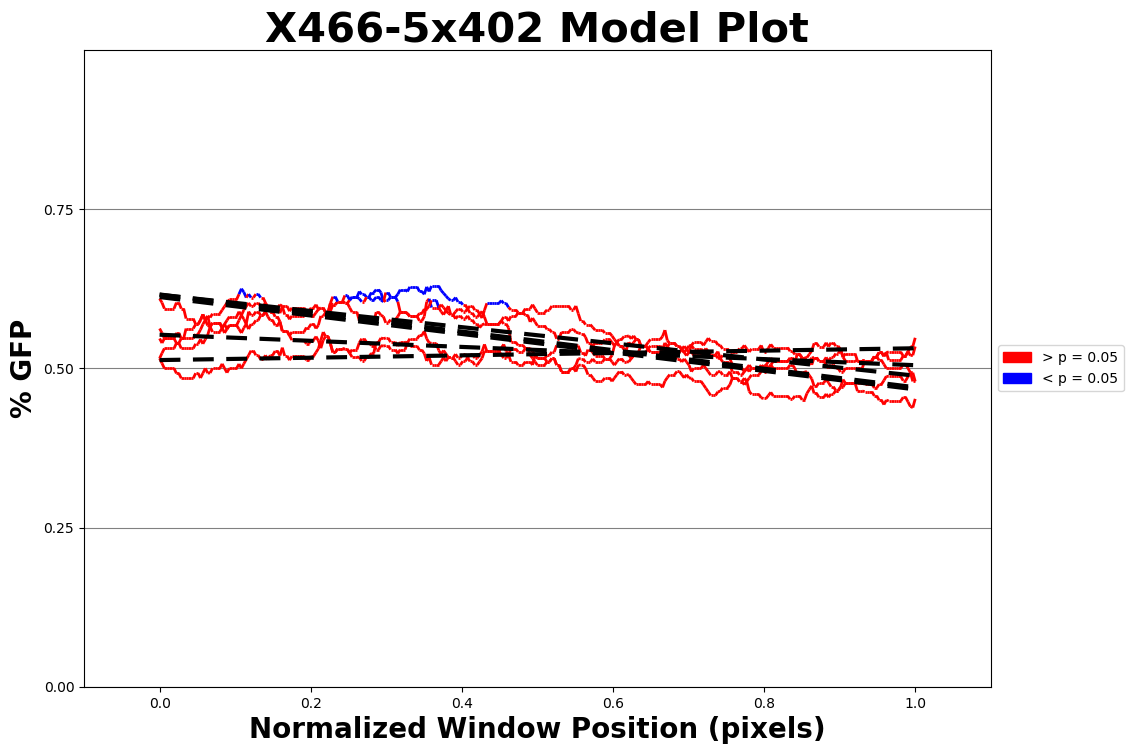 X466-5x402 Model Plot
% GFP
0.75
0.50
0.25
0.00
0.0 0.2 0.4 0.6 0.8 1.0
Normalized Window Position (pixels)
> p = 0.05
< p = 0.05